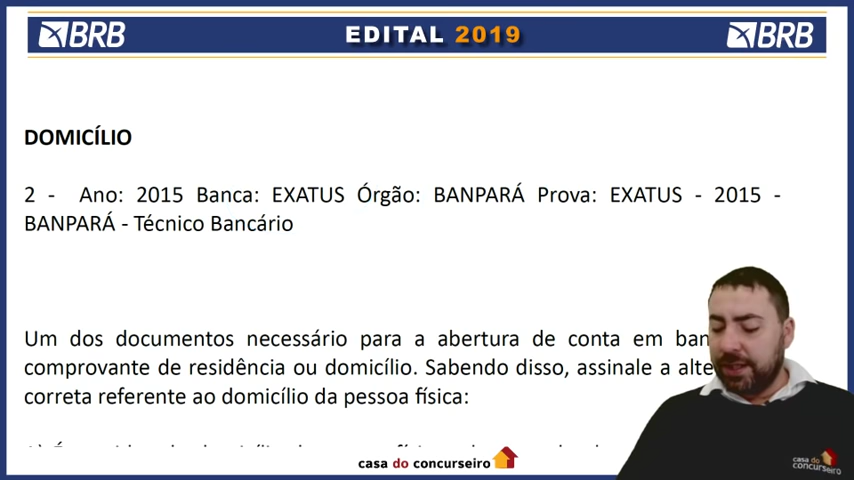 BRB
EDITAL 2019
BRB
DOMICÍLIO
2 - Ano: 2015 Banca: EXATUS Órgão: BANPARÁ Prova: EXATUS - 2015 -
BANPARÁ - Técnico Bancário
Um dos documentos necessário para a abertura de conta em
comprovante de residência ou domicílio. Sabendo disso, assinale a
correta referente ao domicílio da pessoa física:
casa do concurseiro
casa do
concurseiro